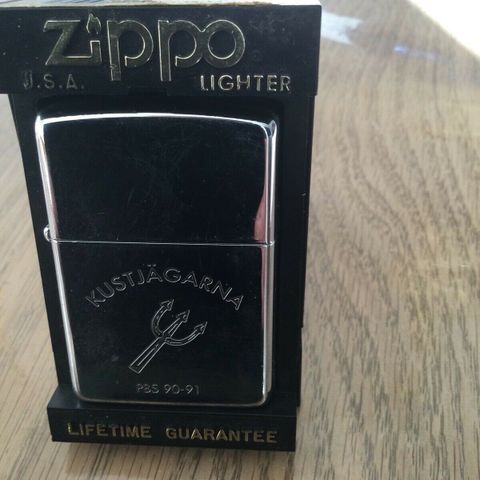 Zippo
U.S.A. LIGHTER
KUSTJÄGARNA
PBS 90-91
LIFETIME GUARANTEE